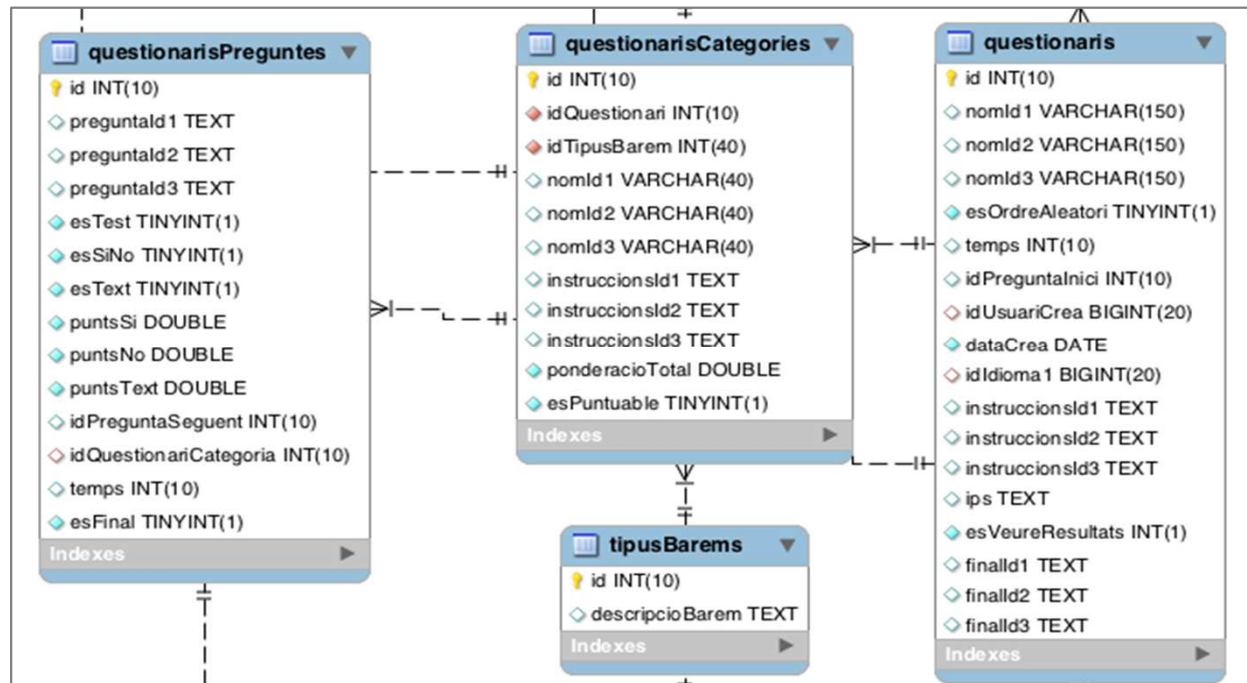 questionarisPreguntes
id INT(10)
preguntaId1 TEXT
preguntaId2 TEXT
preguntaId3 TEXT
esTest TINYINT(1)
esSiNo TINYINT(1)
esText TINYINT(1)
puntsSi DOUBLE
puntsNo DOUBLE
puntsText DOUBLE
idPreguntaSeguent INT(10)
idQuestionariCategoria INT(10)
temps INT(10)
esFinal TINYINT(1)
Indexes
questionarisCategories
id INT(10)
idQuestionari INT(10)
idTipusBarem INT(40)
nomId1 VARCHAR(40)
nomId2 VARCHAR(40)
nomId3 VARCHAR(40)
instruccionsId1 TEXT
instruccionsId2 TEXT
instruccionsId3 TEXT
ponderacioTotal DOUBLE
esPuntuable TINYINT(1)
Indexes
tipusBarems
id INT(10)
descripcioBarem TEXT
Indexes
questionaris
id INT(10)
nomId1 VARCHAR(150)
nomId2 VARCHAR(150)
nomId3 VARCHAR(150)
esOrdreAleatori TINYINT(1)
temps INT(10)
idPreguntaInici INT(10)
idUsuariCrea BIGINT(20)
dataCrea DATE
idIdioma1 BIGINT(20)
instruccionsId1 TEXT
instruccionsId2 TEXT
instruccionsId3 TEXT
ips TEXT
esVeureResultats INT(1)
finalId1 TEXT
finalId2 TEXT
finalId3 TEXT
Indexes